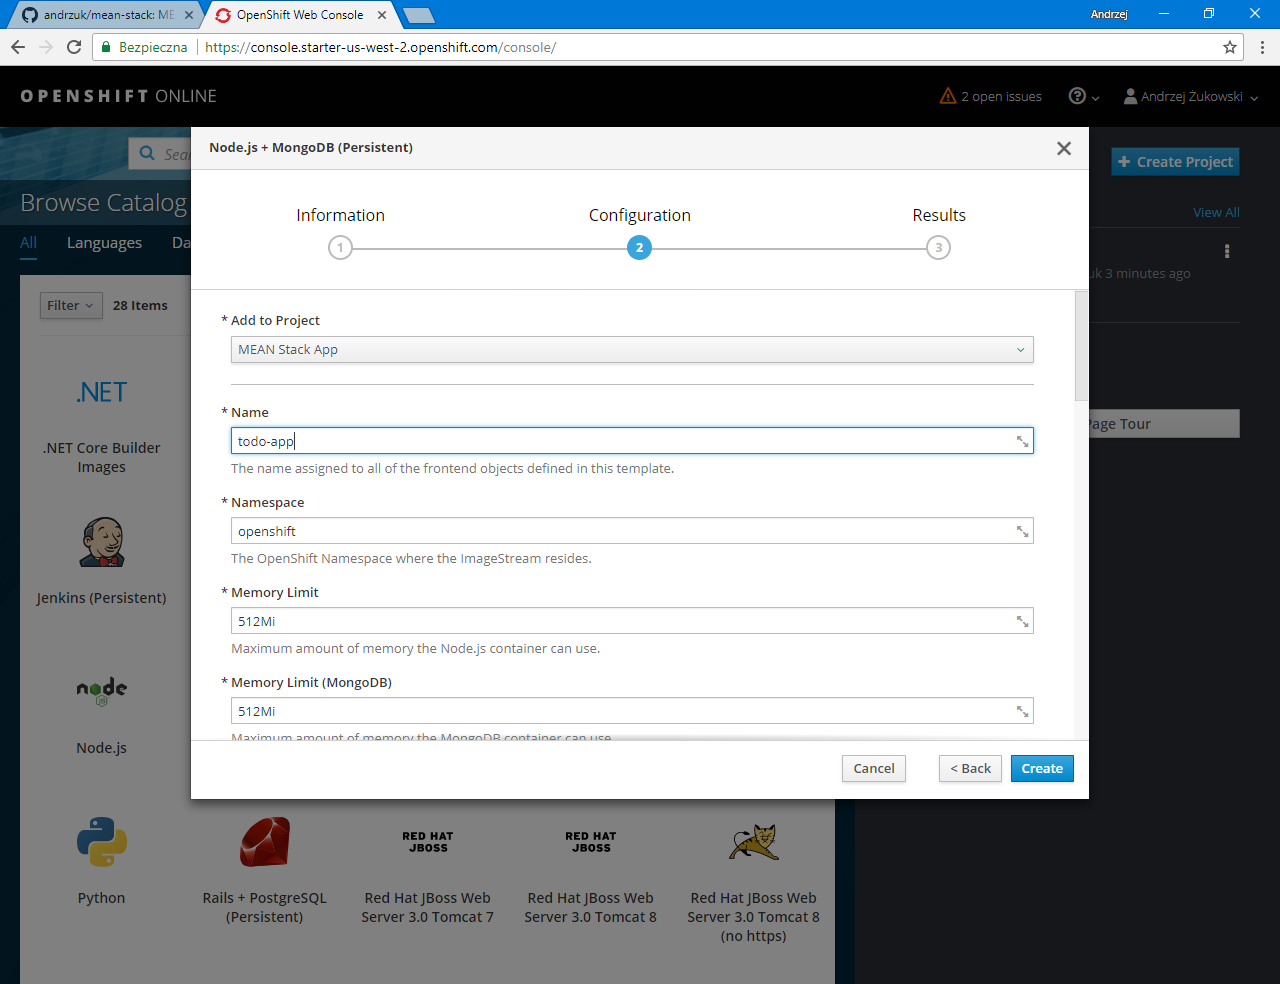 andrzuk/mean-stack: ME
OpenShift Web Console
Andrzej
Bezpieczna
https://console.starter-us-west-2.openshift.com/console/
OPENSHIFT ONLINE
2 open issues
Andrzej Żukowski
Sea
Create Project
Browse Catalog
View All
All
Languages
Da
uk 3 minutes ago
Filter
28 Items
Page Tour
Node.js + MongoDB (Persistent)
Information
Configuration
Results
1
2
3
* Add to Project
MEAN Stack App
* Name
todo-app
The name assigned to all of the frontend objects defined in this template.
* Namespace
openshift
The OpenShift Namespace where the ImageStream resides.
* Memory Limit
512Mi
Maximum amount of memory the Node.js container can use.
* Memory Limit (MongoDB)
512Mi
Maximum amount of memory the MongoDB container can use.
Cancel
< Back
Create
.NET
.NET Core Builder
Images
Jenkins (Persistent)
node
JS
Node.js
Python
Rails + PostgreSQL
(Persistent)
RED HAT
JBOSS
Red Hat JBoss Web
Server 3.0 Tomcat 7
RED HAT
JBOSS
Red Hat JBoss Web
Server 3.0 Tomcat 8
Red Hat JBoss Web
Server 3.0 Tomcat 8
(no https)